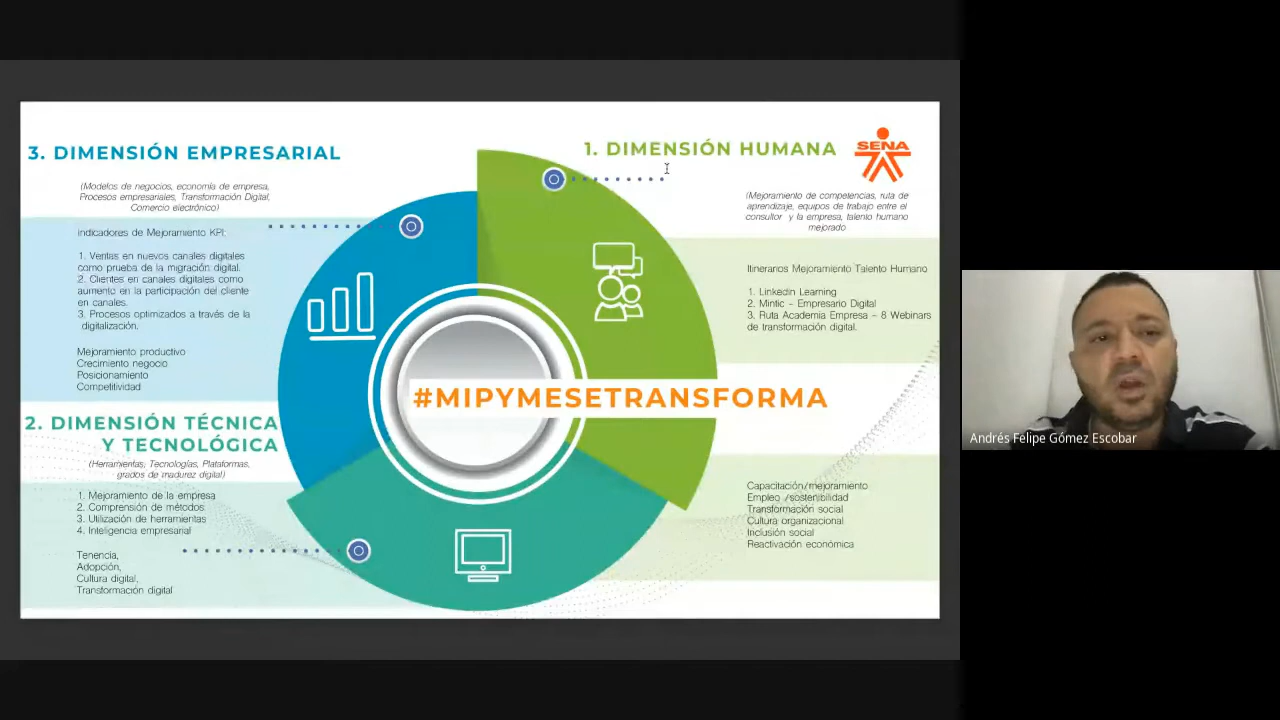 3. DIMENSIÓN EMPRESARIAL
(Modelos de negocios, economía de empresa,
Procesos empresariales, Transformación Digital,
Comercio electrónico)
Indicadores de Mejoramiento KPI:
1. Ventas en nuevos canales digitales
como prueba de la migración digital.
2. Clientes en canales digitales como
aumento en la participación del cliente
en canales.
3. Procesos optimizados a través de la
digitalización.
Mejoramiento productivo
Crecimiento negocio
Posicionamiento
Competitividad
2. DIMENSIÓN TÉCNICA
Y TECNOLÓGICA
(Herramientas, Tecnologías, Plataformas,
grados de madurez digital)
1. Mejoramiento de la empresa
2. Comprensión de métodos
3. Utilización de herramientas
4. Inteligencia empresarial
Tenencia,
Adopción,
Cultura digital,
Transformación digital
#MIPYMESETRANSFORMA
1. DIMENSIÓN HUMANA
SENA
(Mejoramiento de competencias, ruta de
aprendizaje, equipos de trabajo entre el
consultor y la empresa, talento humano
mejorado
Itinerarios Mejoramiento Talento Humano
1. Linkedin Learning
2. Mintic – Empresario Digital
3. Ruta Academia Empresa – 8 Webinars
de transformación digital.
Capacitación/mejoramiento
Empleo /sostenibilidad
Transformación social
Cultura organizacional
Inclusión social
Reactivación económica
Andrés Felipe Gómez Escobar